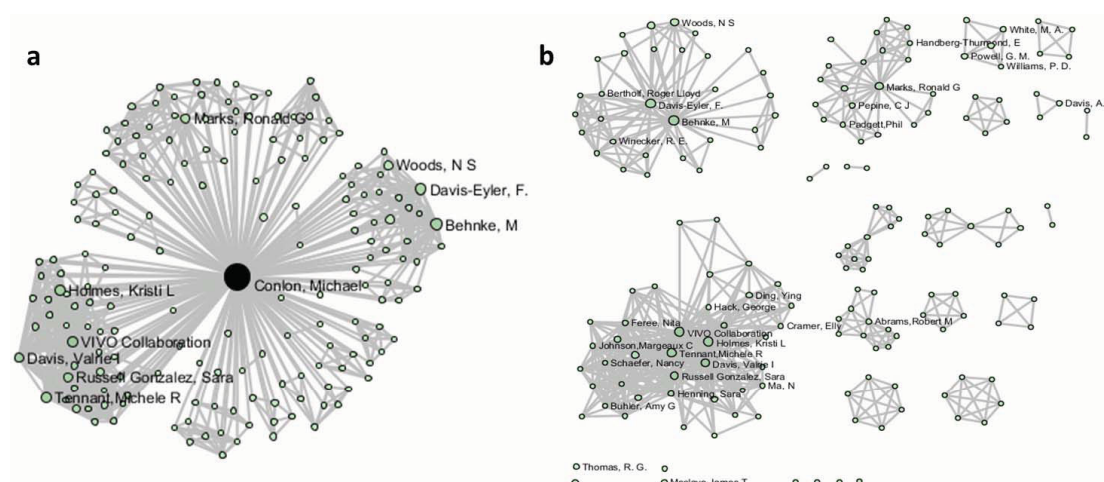 a
Marks, Ronald G
Woods, N S
Davis-Eyler, F.
Behnke, M
Conlon, Michael
Holmes, Kristi L
VIVO Collaboration
Davis, Valrie I
Russell Gonzalez, Sara
Tennant,Michele R
b
Woods, N S
Bertholf, Roger Lloyd
Davis-Eyler, F.
Behnke, M
Winecker, R. E.
Handberg-Thurmond, E
Marks, Ronald G
Pepine, C J
Padgett,Phil
White, M. A.
Powell, G. M.
Williams, P. D.
Davis, A.
Ding, Ying
Hack, George
Feree, Nita
VIVO Collaboration
Cramer, Elly
Johnson,Margeaux C
Holmes, Kristi L
Tennant,Michele R
Schaefer, Nancy
Davis, Valrie I
Russell Gonzalez, Sara
Ma, N
Henning, Sara
Buhler, Amy G
Abrams,Robert M
Thomas, R. G.